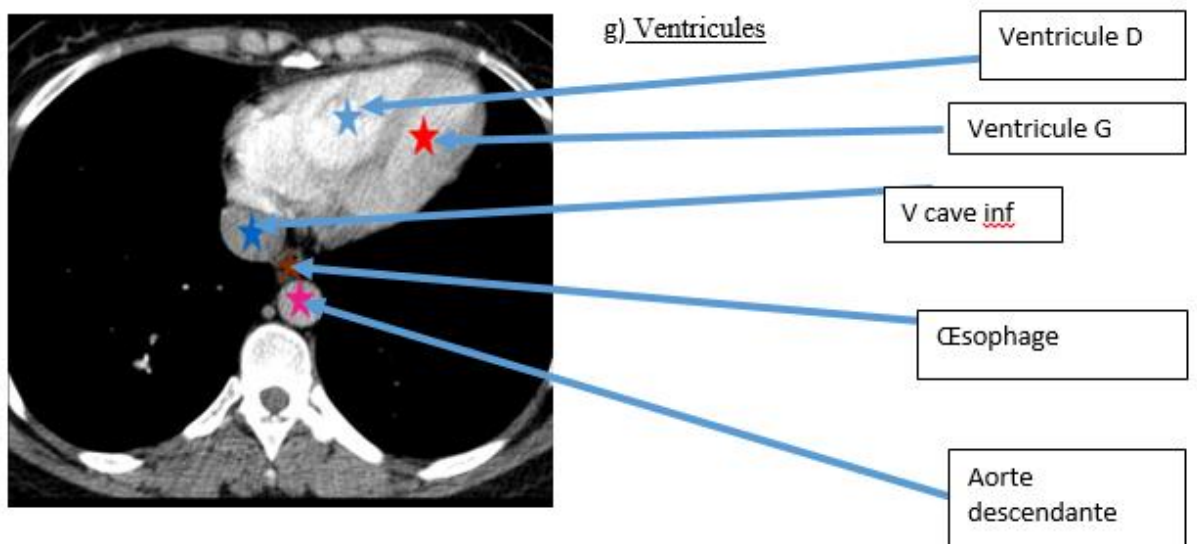 g) Ventricules
Ventricule D
Ventricule G
V cave inf
Œsophage
Aorte
descendante